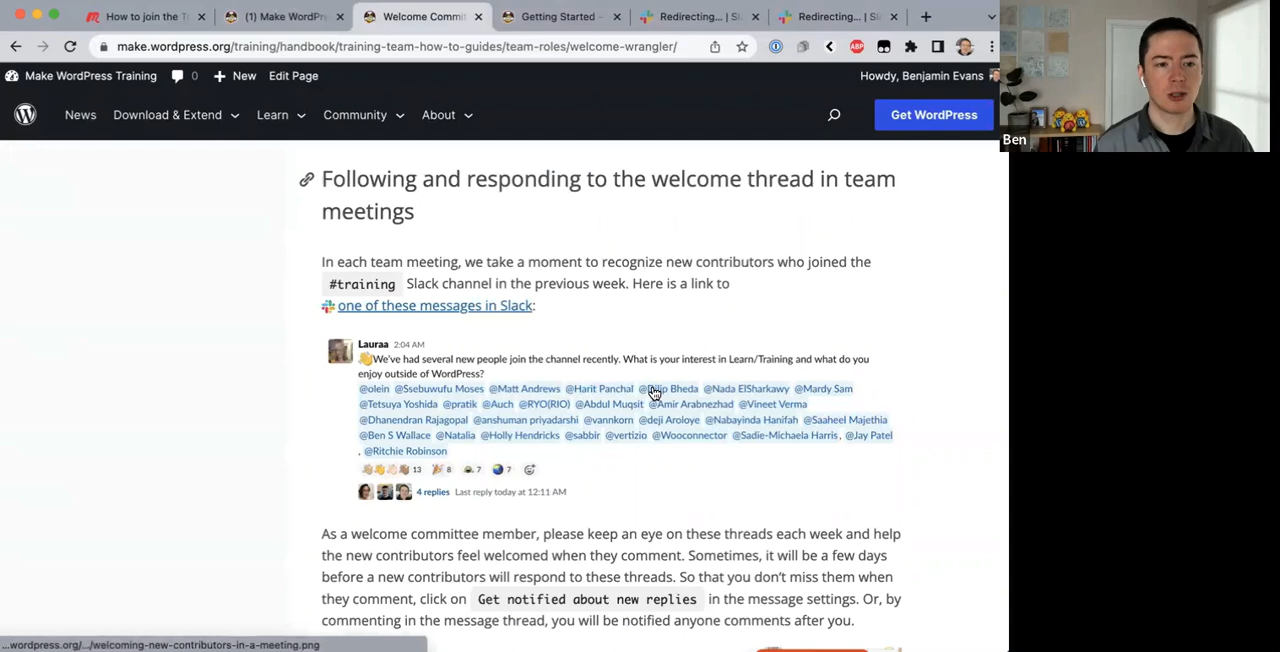 How to join the T
(1) Make WordPre
Welcome Commit
Getting Started –
Redirecting... | Sl
Redirecting... | Sl
make.wordpress.org/training/handbook/training-team-how-to-guides/team-roles/welcome-wrangler/
ABP
Make WordPress Training 0 New Edit Page
Howdy, Benjamin Evans
News Download & Extend Learn Community About
Get WordPress
Ben
Following and responding to the welcome thread in team
meetings
In each team meeting, we take a moment to recognize new contributors who joined the
#training Slack channel in the previous week. Here is a link to
one of these messages in Slack:
Lauraa 2:04 AM
We've had several new people join the channel recently. What is your interest in Learn/Training and what do you
enjoy outside of WordPress?
@olein @Ssebuwufu Moses @Matt Andrews @Harit Panchal @Dilip Bheda @Nada ElSharkawy @Mardy Sam
@Tetsuya Yoshida @pratik @Auch @RYO(RIO) @Abdul Muqsit @Amir Arabnezhad @Vineet Verma
@Dhanendran Rajagopal @anshuman priyadarshi @vannkorn @deji Aroloye @Nabayinda Hanifah @Saaheel Majethia
@Ben S Wallace @Natalia @Holly Hendricks @sabbir @vertizio @Wooconnector @Sadie-Michaela Harris, @Jay Patel
, @Ritchie Robinson
13 8 7 7
4 replies Last reply today at 12:11 AM
As a welcome committee member, please keep an eye on these threads each week and help
the new contributors feel welcomed when they comment. Sometimes, it will be a few days
before a new contributors will respond to these threads. So that you don't miss them when
they comment, click on Get notified about new replies in the message settings. Or, by
commenting in the message thread, you will be notified anyone comments after you.
...wordpress.org/.../welcoming-new-contributors-in-a-meeting.png